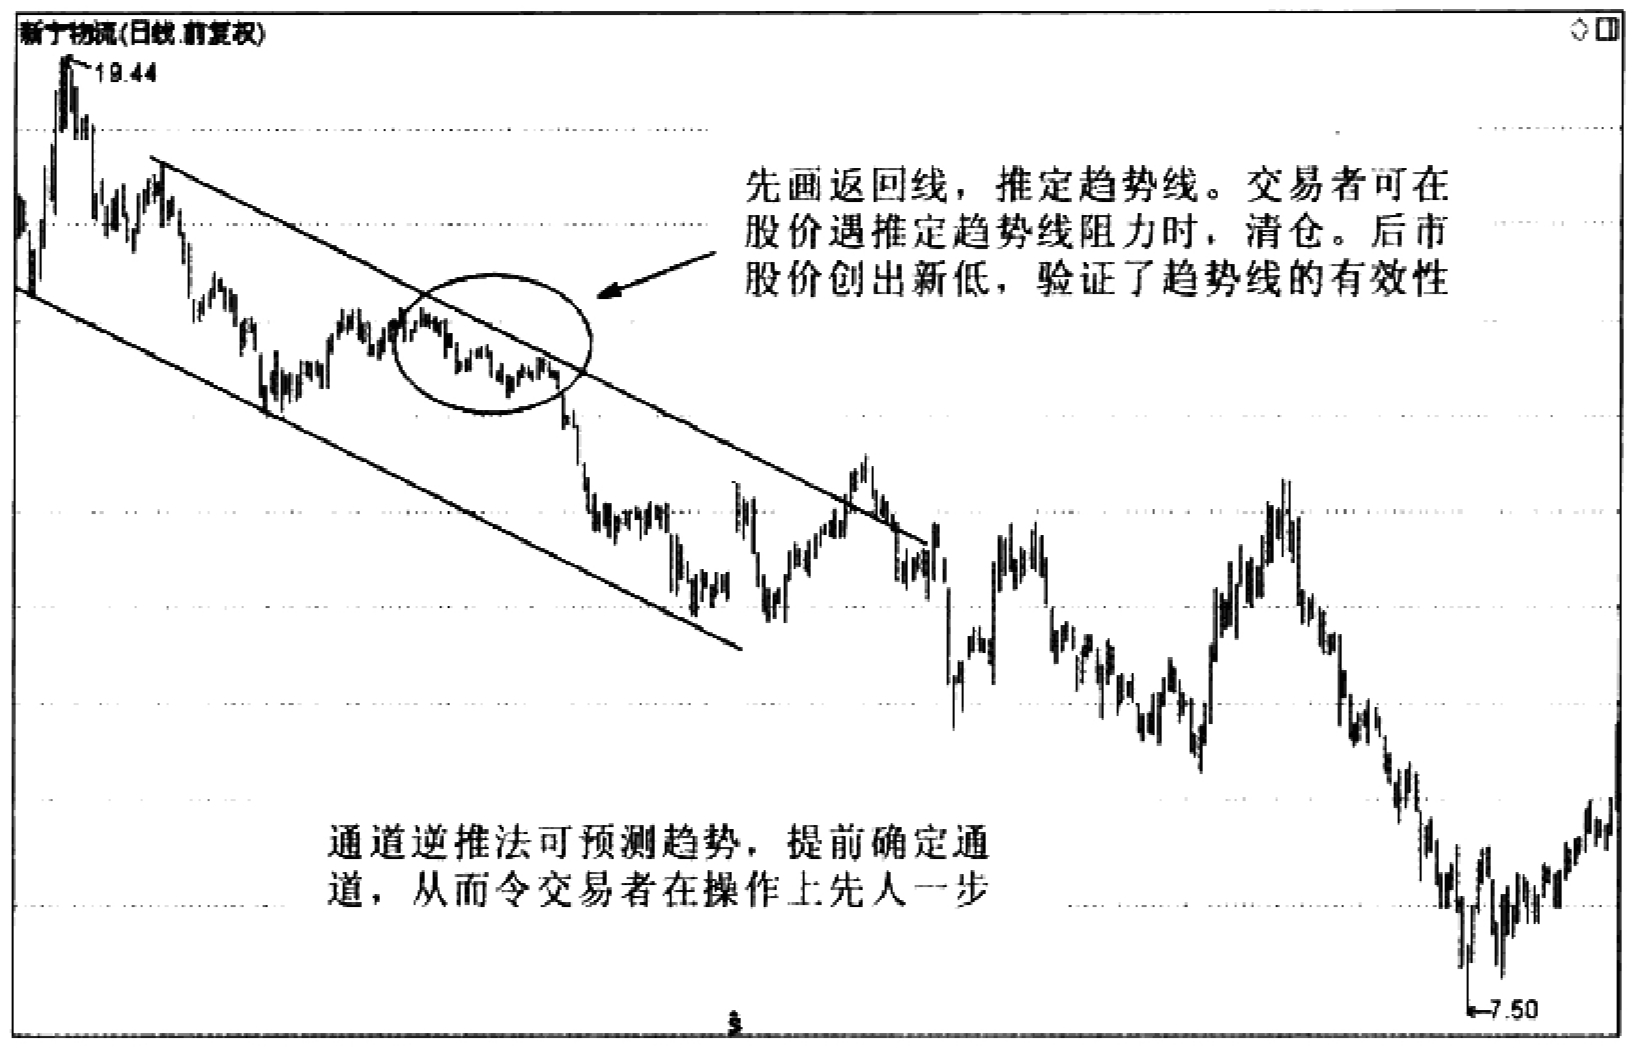 新宁物流(日线.前复权)
19.44
先画返回线，推定趋势线。交易者可在
股价遇推定趋势线阻力时，清仓。后市
股价创出新低，验证了趋势线的有效性
通道逆推法可预测趋势，提前确定通
道，从而令交易者在操作上先人一步
7.50